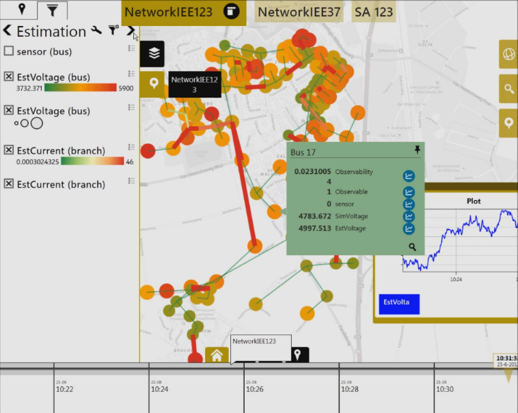 NetworkIEE123
NetworkIEE37
SA 123
Estimation
sensor (bus)
EstVoltage (bus)
3732.371
5900
EstVoltage (bus)
EstCurrent (branch)
0.0003024325
46
EstCurrent (branch)
NetworkIEE12
3
Bus 17
0.0231005
4
Observability
1
Observable
0
sensor
4783.672
SimVoltage
4997.513
EstVoltage
Plot
10:24
EstVolta
NetworkIEE123
10:31:3
10:22
10:24
10:26
10:28
10:30